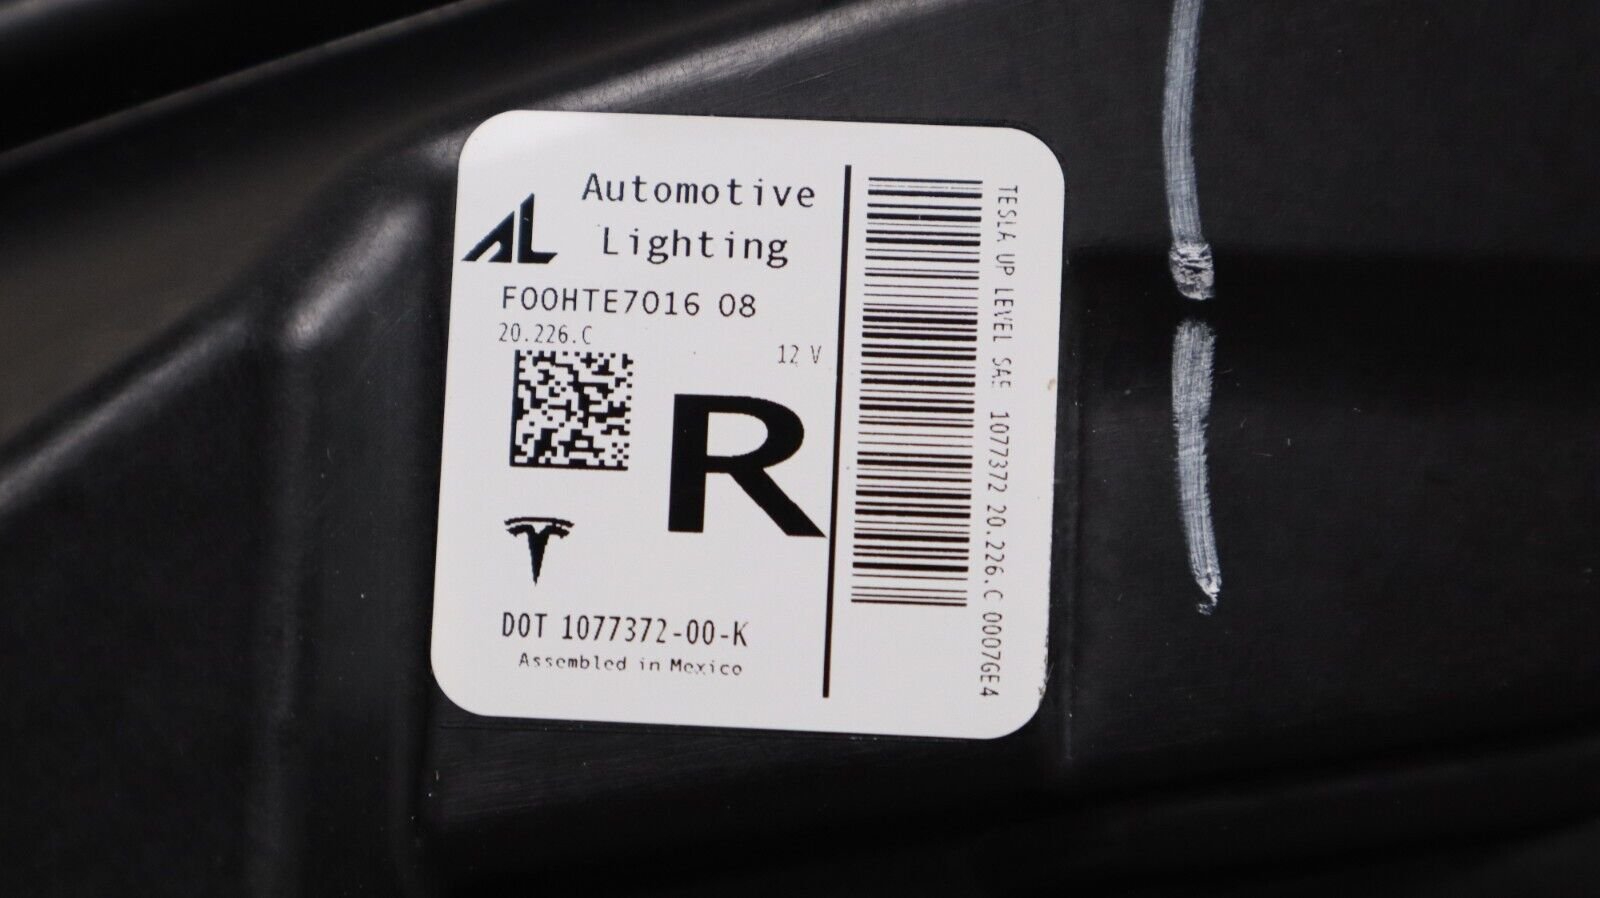 AL
Automotive
Lighting
F00HTE7016 08
20.226.C
12 V
R
DOT 1077372-00-K
Assembled in Mexico
TESLA UP LEVEL SAE 1077372 20.226.C 0007GE4